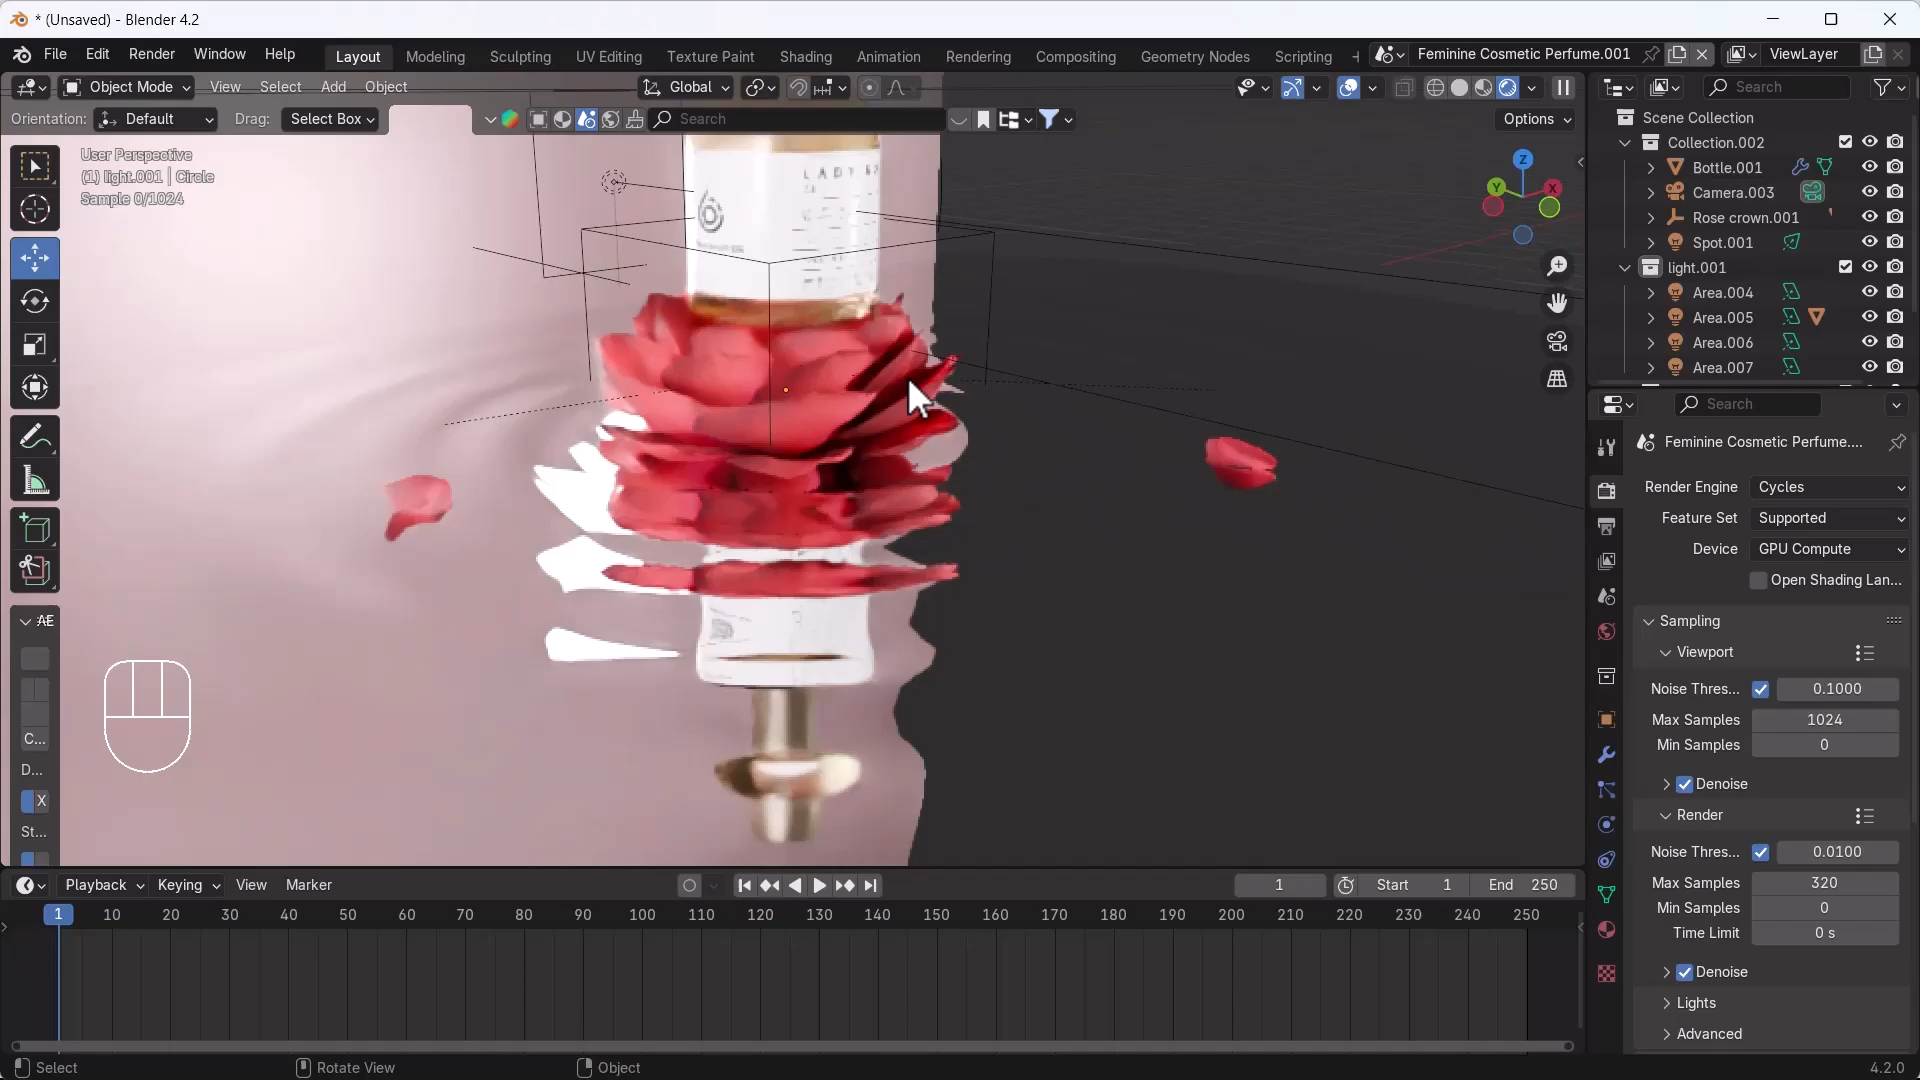 * (Unsaved) - Blender 4.2
File Edit Render Window Help
Layout Modeling Sculpting UV Editing Texture Paint Shading Animation Rendering Compositing Geometry Nodes Scripting
Feminine Cosmetic Perfume.001
ViewLayer
Object Mode View Select Add Object
Global
Orientation: Default Drag: Select Box
Search
Options
User Perspective
(1) light.001 | Circle
Sample 0/1024
Z
Y
X
AE
C...
D...
X
St...
Search
Scene Collection
Collection.002
Bottle.001
Camera.003
Rose crown.001
Spot.001
light.001
Area.004
Area.005
Area.006
Area.007
Search
Feminine Cosmetic Perfume....
Render Engine Cycles
Feature Set Supported
Device GPU Compute
Open Shading Lan...
Sampling
Viewport
Noise Thres... 0.1000
Max Samples 1024
Min Samples 0
Denoise
Render
Noise Thres... 0.0100
Max Samples 320
Min Samples 0
Time Limit 0 s
Denoise
Lights
Advanced
Playback Keying View Marker
1
Start 1
End 250
1 10 20 30 40 50 60 70 80 90 100 110 120 130 140 150 160 170 180 190 200 210 220 230 240 250
Select
Rotate View
Object
4.2.0